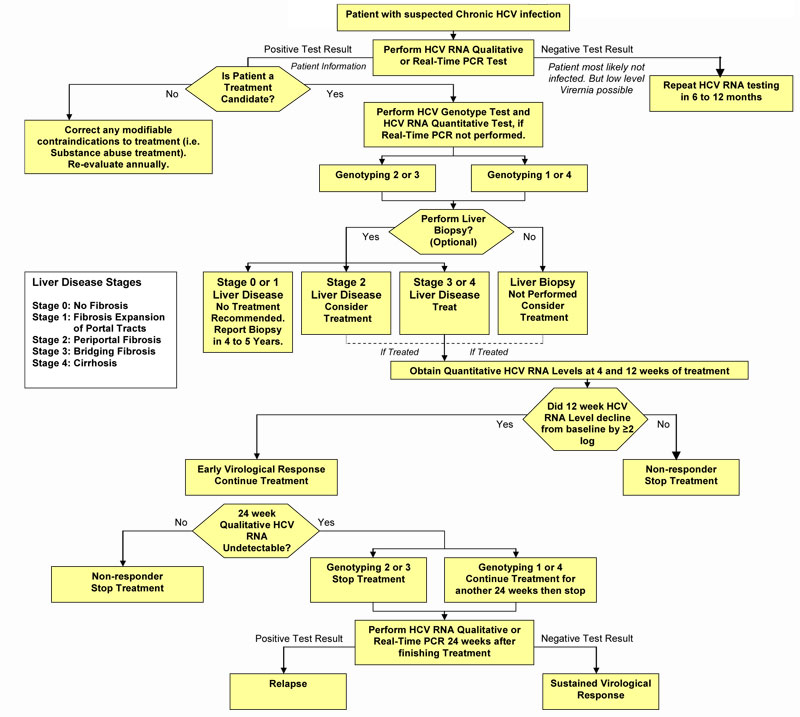 Patient with suspected Chronic HCV infection
Positive Test Result
Patient Information
Perform HCV RNA Qualitative
or Real-Time PCR Test
Negative Test Result
Patient most likely not
infected. But low level
Virernia possible
Repeat HCV RNA testing
in 6 to 12 months
Is Patient a
Treatment
Candidate?
No
Yes
Correct any modifiable
contraindications to treatment (i.e.
Substance abuse treatment).
Re-evaluate annually.
Perform HCV Genotype Test and
HCV RNA Quantitative Test, if
Real-Time PCR not performed.
Genotyping 2 or 3
Genotyping 1 or 4
Perform Liver
Biopsy?
(Optional)
Yes
No
Stage 0 or 1
Liver Disease
No Treatment
Recommended.
Report Biopsy
in 4 to 5 Years.
Stage 2
Liver Disease
Consider
Treatment
Stage 3 or 4
Liver Disease
Treat
Liver Biopsy
Not Performed
Consider
Treatment
Liver Disease Stages
Stage 0: No Fibrosis
Stage 1: Fibrosis Expansion
of Portal Tracts
Stage 2: Periportal Fibrosis
Stage 3: Bridging Fibrosis
Stage 4: Cirrhosis
If Treated
If Treated
Obtain Quantitative HCV RNA Levels at 4 and 12 weeks of treatment
Did 12 week HCV
RNA Level decline
from baseline by ≥2
log
Yes
No
Early Virological Response
Continue Treatment
Non-responder
Stop Treatment
24 week
Qualitative HCV
RNA
Undetectable?
No
Yes
Non-responder
Stop Treatment
Genotyping 2 or 3
Stop Treatment
Genotyping 1 or 4
Continue Treatment for
another 24 weeks then stop
Perform HCV RNA Qualitative or
Real-Time PCR 24 weeks after
finishing Treatment
Positive Test Result
Negative Test Result
Relapse
Sustained Virological
Response